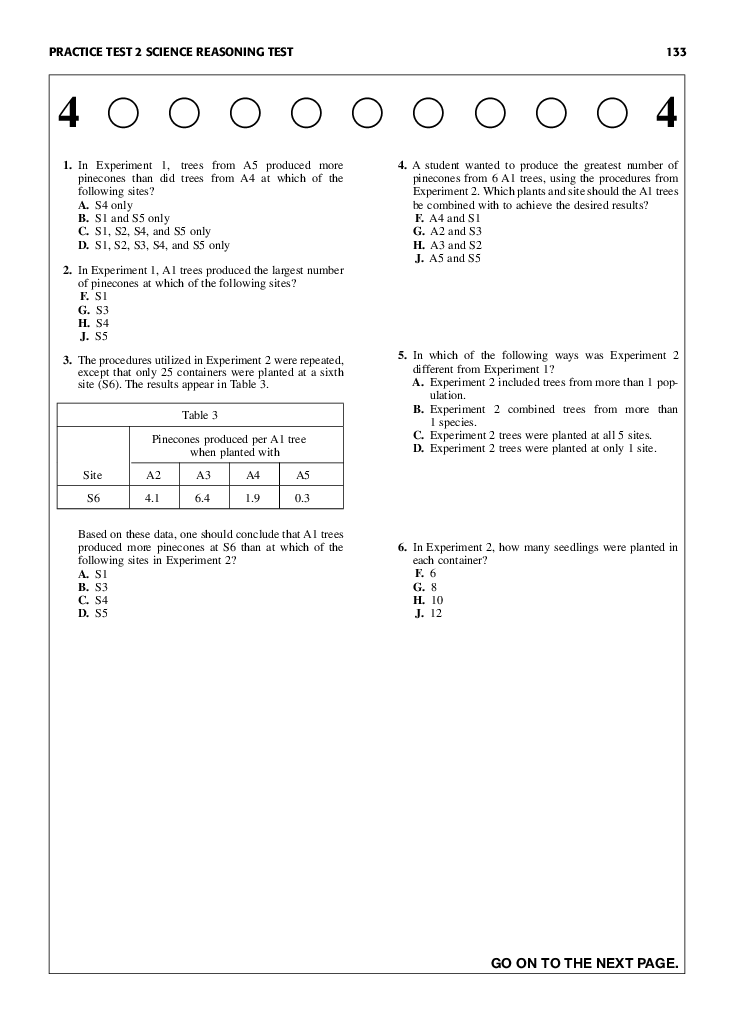 PRACTICE TEST 2 SCIENCE REASONING TEST 133
4 4
1. In Experiment 1, trees from A5 produced more
pinecones than did trees from A4 at which of the
following sites?
A. S4 only
B. S1 and S5 only
C. S1, S2, S4, and S5 only
D. S1, S2, S3, S4, and S5 only
2. In Experiment 1, A1 trees produced the largest number
of pinecones at which of the following sites?
F. S1
G. S3
H. S4
J. S5
3. The procedures utilized in Experiment 2 were repeated,
except that only 25 containers were planted at a sixth
site (S6). The results appear in Table 3.
Table 3
Pinecones produced per A1 tree
when planted with
Site A2 A3 A4 A5
S6 4.1 6.4 1.9 0.3
Based on these data, one should conclude that A1 trees
produced more pinecones at S6 than at which of the
following sites in Experiment 2?
A. S1
B. S3
C. S4
D. S5
4. A student wanted to produce the greatest number of
pinecones from 6 A1 trees, using the procedures from
Experiment 2. Which plants and site should the A1 trees
be combined with to achieve the desired results?
F. A4 and S1
G. A2 and S3
H. A3 and S2
J. A5 and S5
5. In which of the following ways was Experiment 2
different from Experiment 1?
A. Experiment 2 included trees from more than 1 pop-
ulation.
B. Experiment 2 combined trees from more than
1 species.
C. Experiment 2 trees were planted at all 5 sites.
D. Experiment 2 trees were planted at only 1 site.
6. In Experiment 2, how many seedlings were planted in
each container?
F. 6
G. 8
H. 10
J. 12
GO ON TO THE NEXT PAGE.